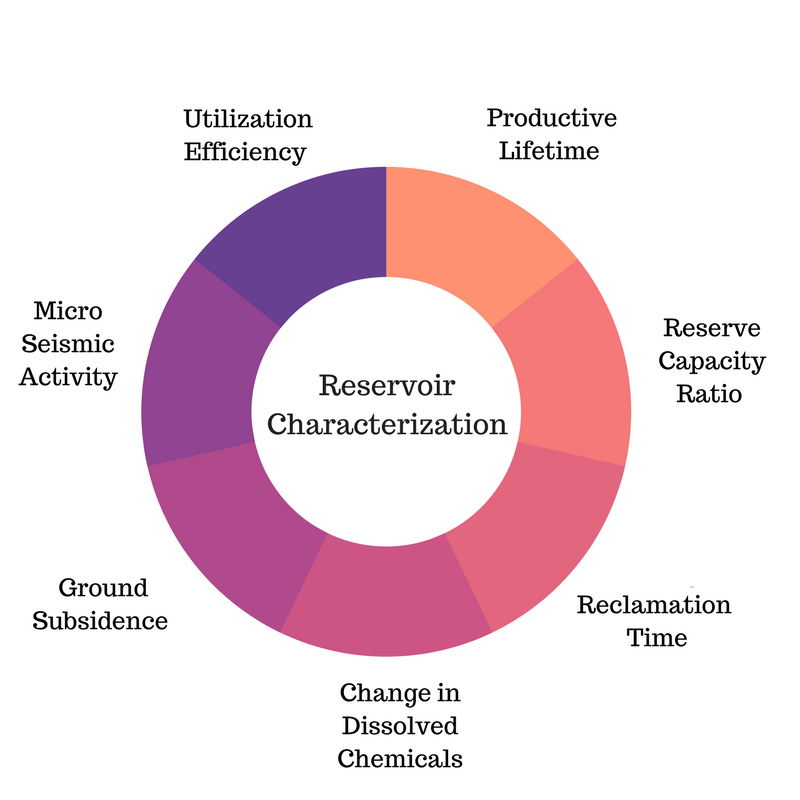 Utilization
Efficiency
Productive
Lifetime
Micro
Seismic
Activity
Reserve
Capacity
Ratio
Reservoir
Characterization
Ground
Subsidence
Reclamation
Time
Change in
Dissolved
Chemicals